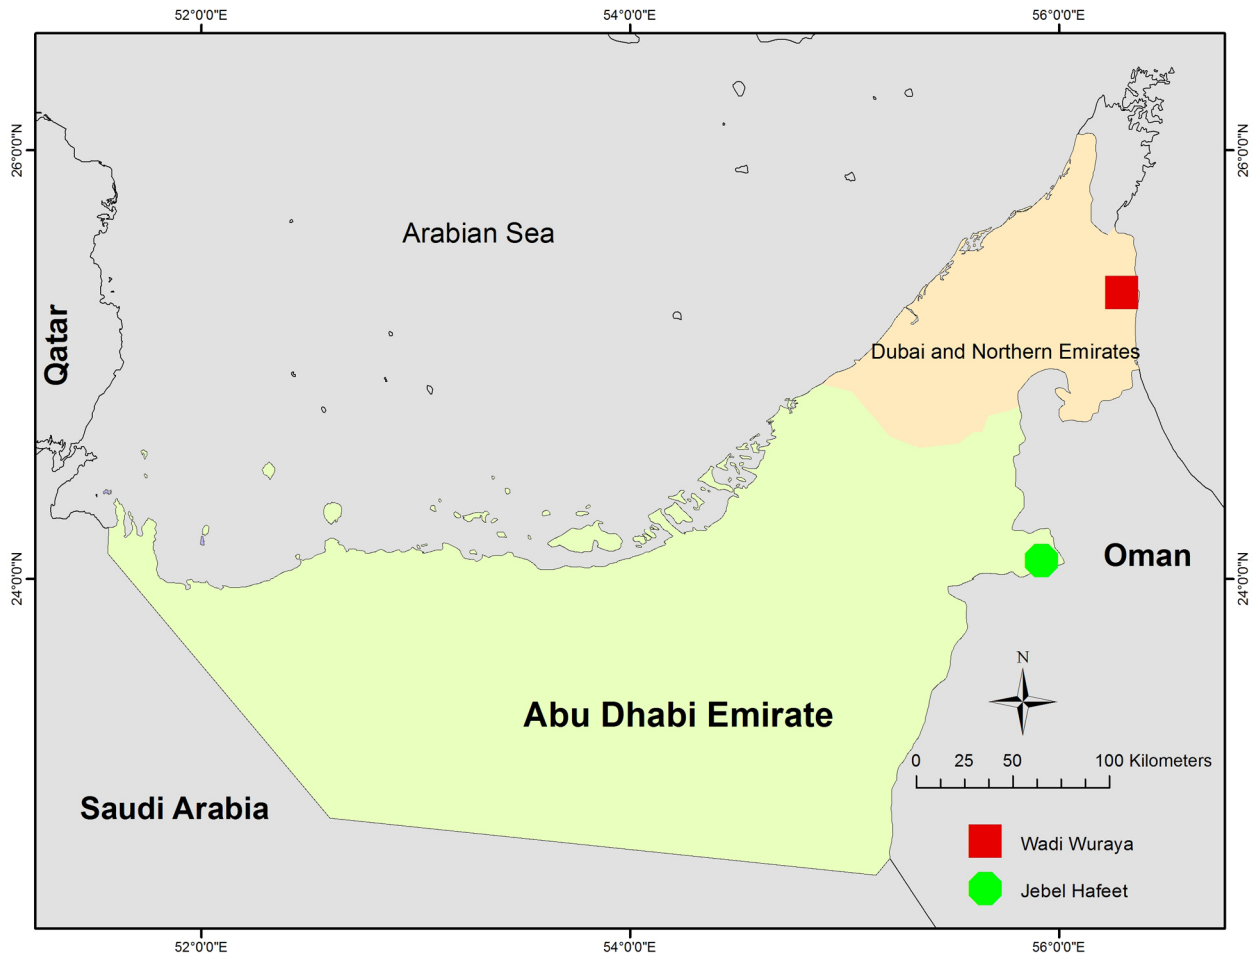 52°0'0"E 54°0'0"E 56°0'0"E
26°0'0"N
26°0'0"N
Arabian Sea
Qatar
Dubai and Northern Emirates
Oman
24°0'0"N
24°0'0"N
N
Abu Dhabi Emirate
0 25 50 100 Kilometers
Saudi Arabia
Wadi Wuraya
Jebel Hafeet
52°0'0"E 54°0'0"E 56°0'0"E